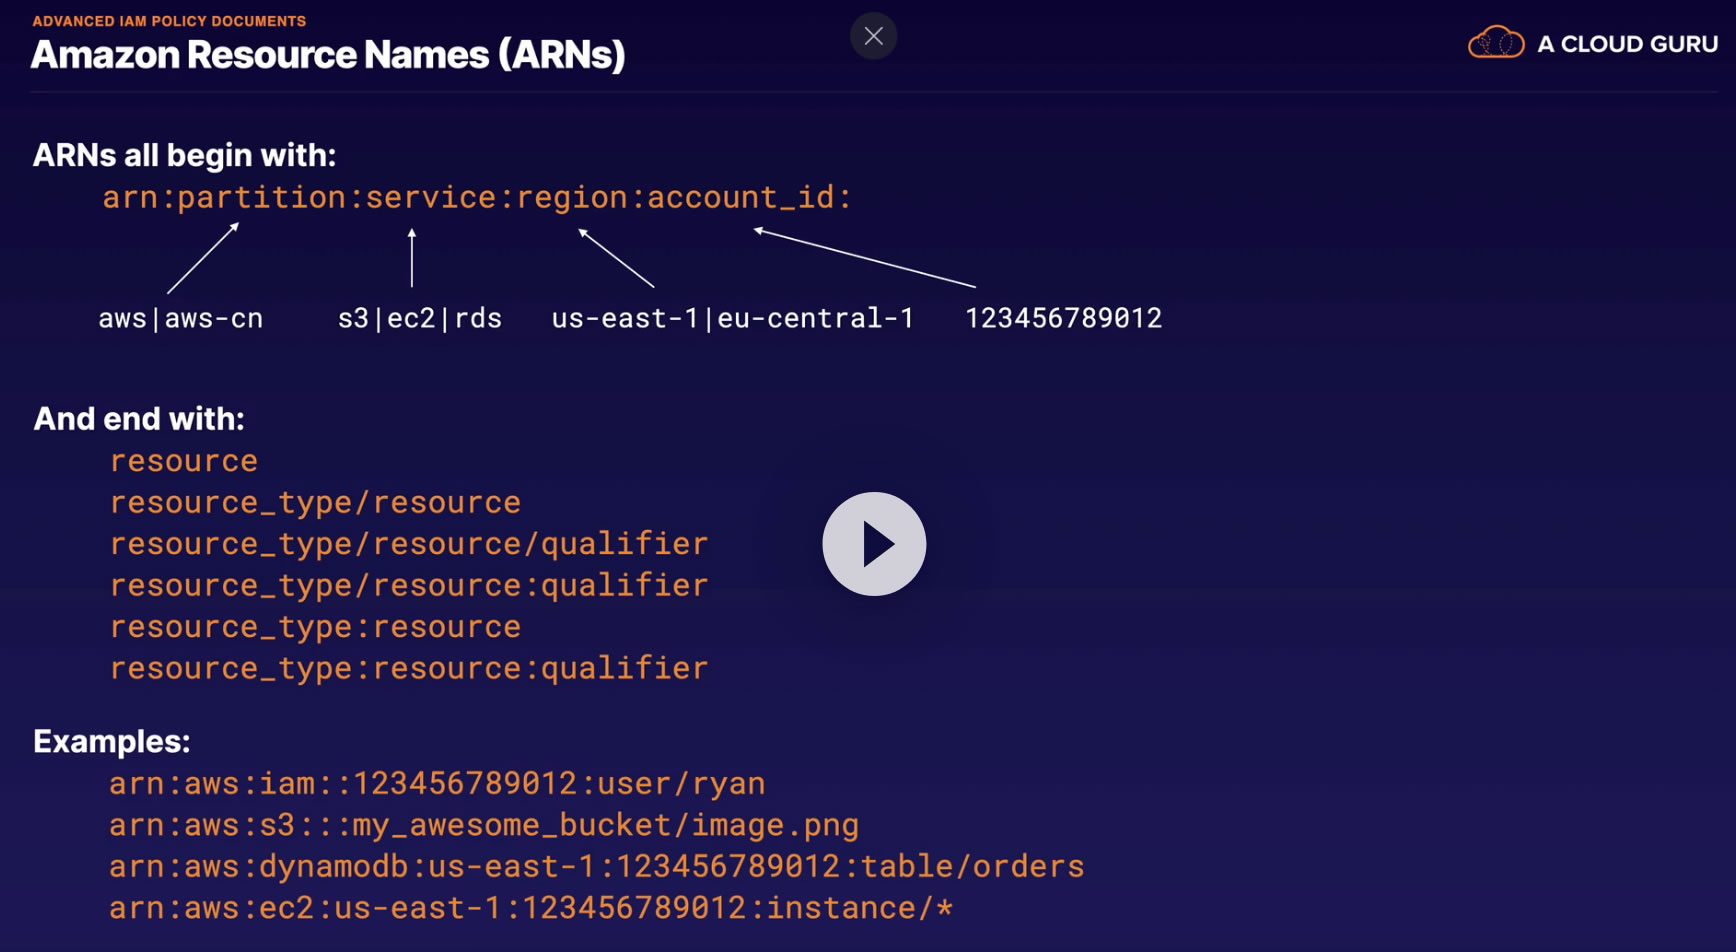 ADVANCED IAM POLICY DOCUMENTS
Amazon Resource Names (ARNs)
A CLOUD GURU
ARNs all begin with:
arn:partition:service:region:account_id:
aws|aws-cn s3|ec2|rds us-east-1|eu-central-1 123456789012
And end with:
resource
resource_type/resource
resource_type/resource/qualifier
resource_type/resource:qualifier
resource_type:resource
resource_type:resource:qualifier
Examples:
arn:aws:iam::123456789012:user/ryan
arn:aws:s3:::my_awesome_bucket/image.png
arn:aws:dynamodb:us-east-1:123456789012:table/orders
arn:aws:ec2:us-east-1:123456789012:instance/*